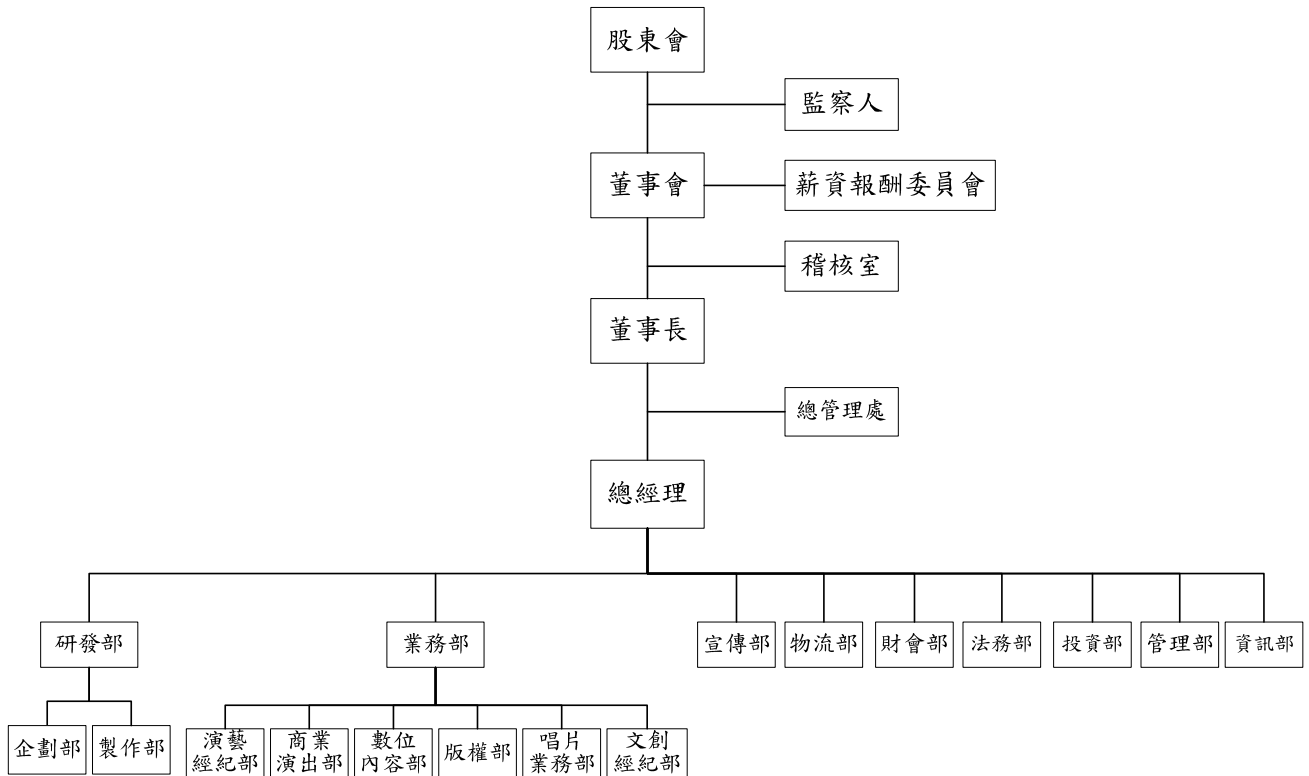 股東會
監察人
董事會
薪資報酬委員會
稽核室
董事長
總管理處
總經理
研發部
業務部
宣傳部
物流部
財會部
法務部
投資部
管理部
資訊部
企劃部
製作部
演藝
經紀部
商業
演出部
數位
內容部
版權部
唱片
業務部
文創
經紀部